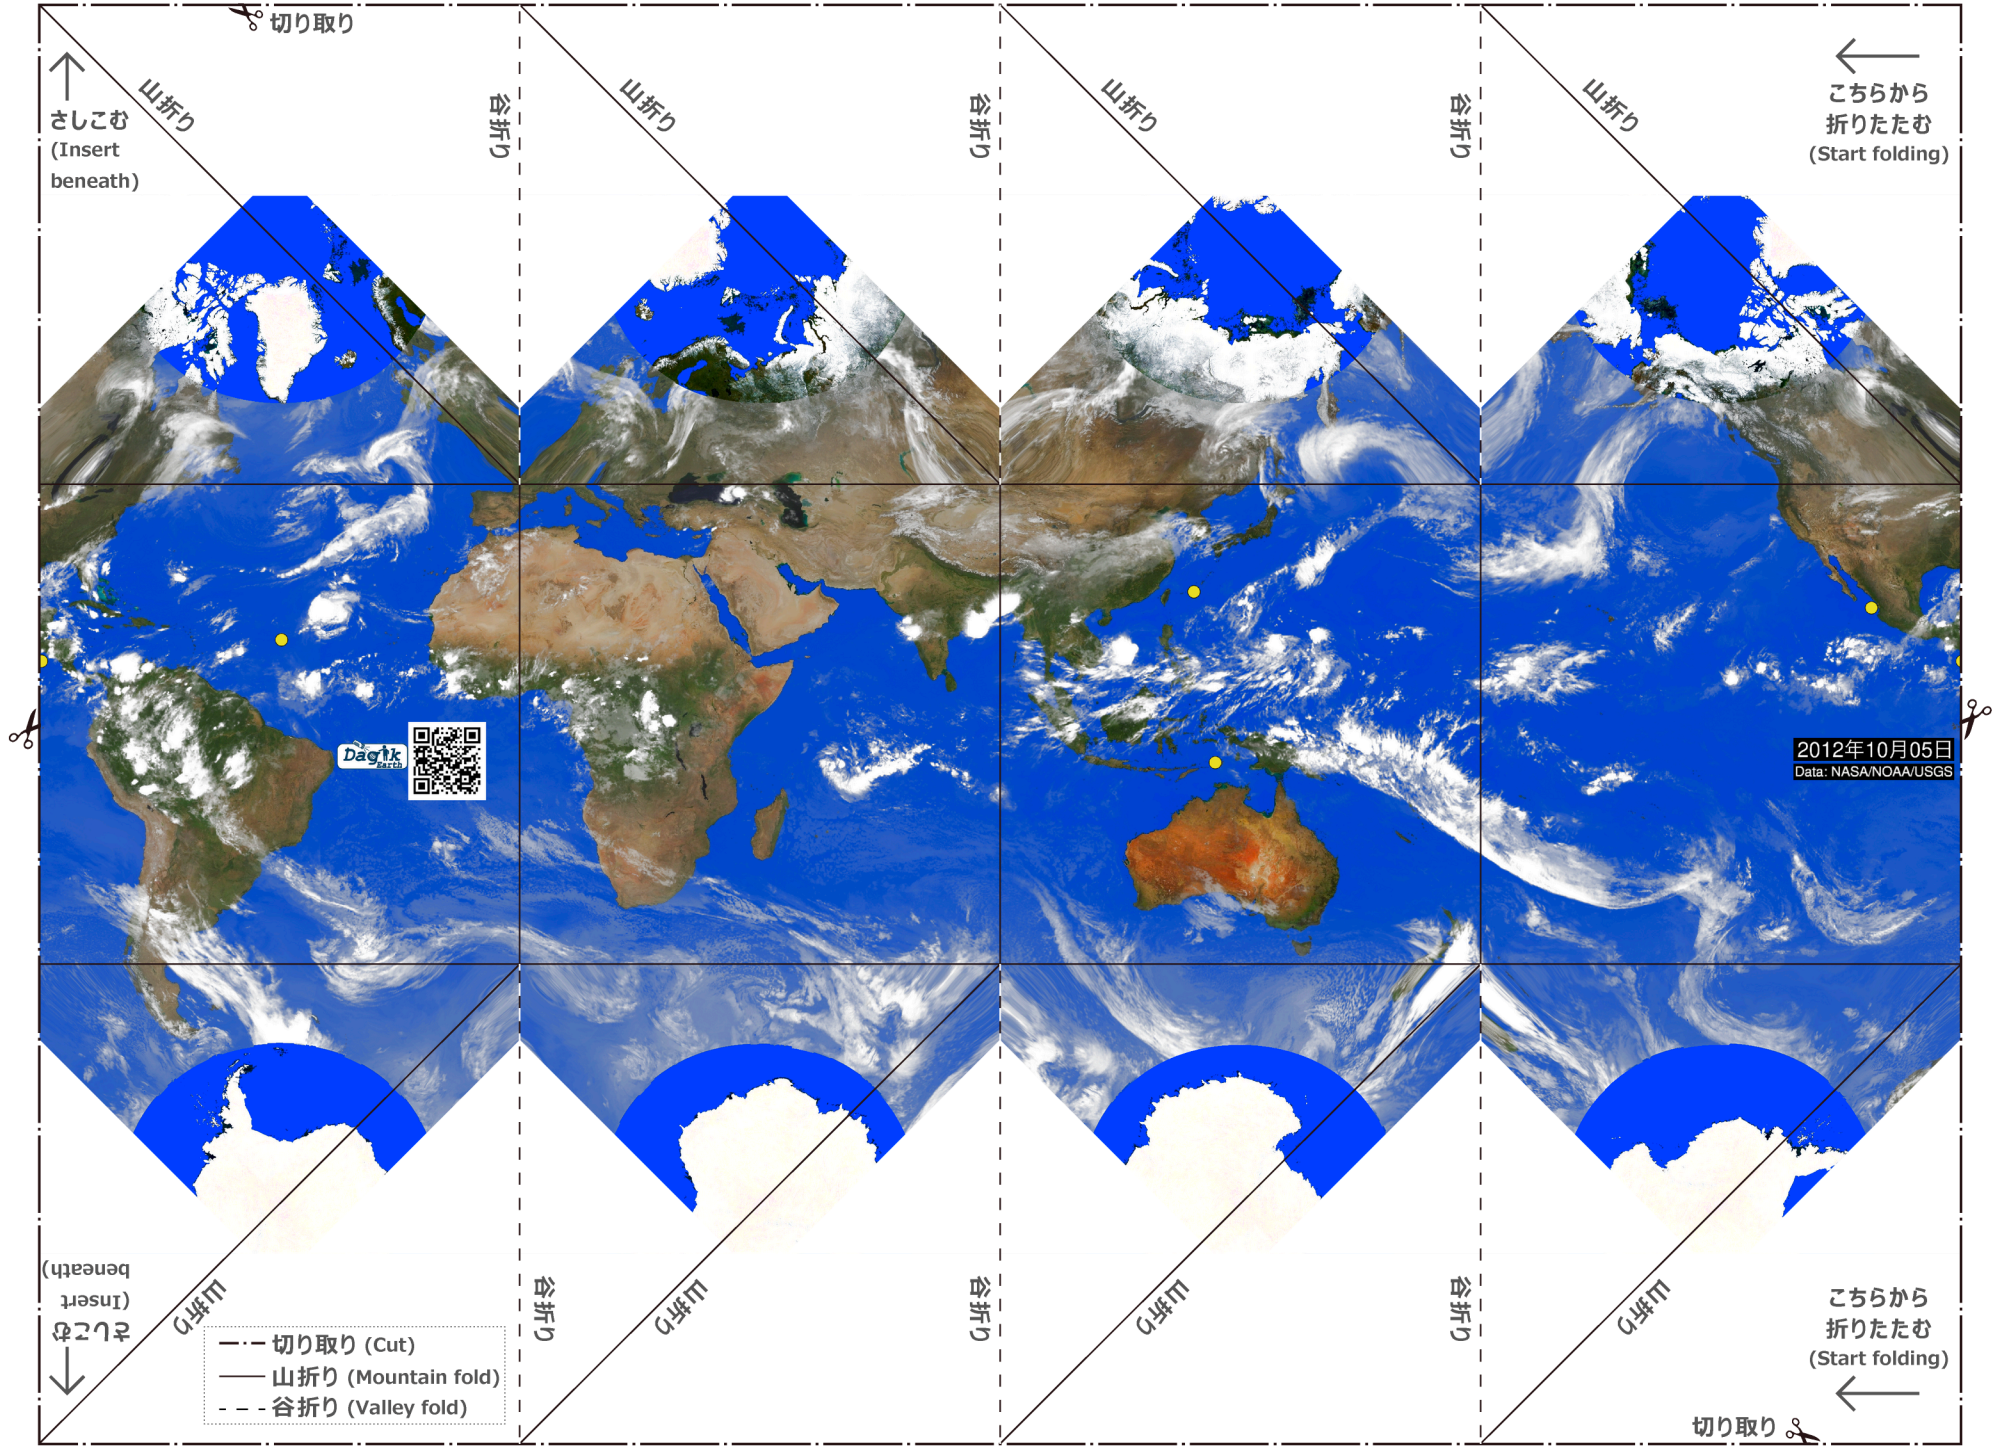 切り取り
さしこむ
(Insert
beneath)
山折り
谷折り
山折り
谷折り
山折り
谷折り
山折り
こちらから
折りたたむ
(Start folding)
Dagik
Earth
2012年10月05日
Data: NASA/NOAA/USGS
さしこむ
(Insert
beneath)
山折り
谷折り
山折り
谷折り
山折り
谷折り
山折り
こちらから
折りたたむ
(Start folding)
切り取り (Cut)
山折り (Mountain fold)
谷折り (Valley fold)
切り取り